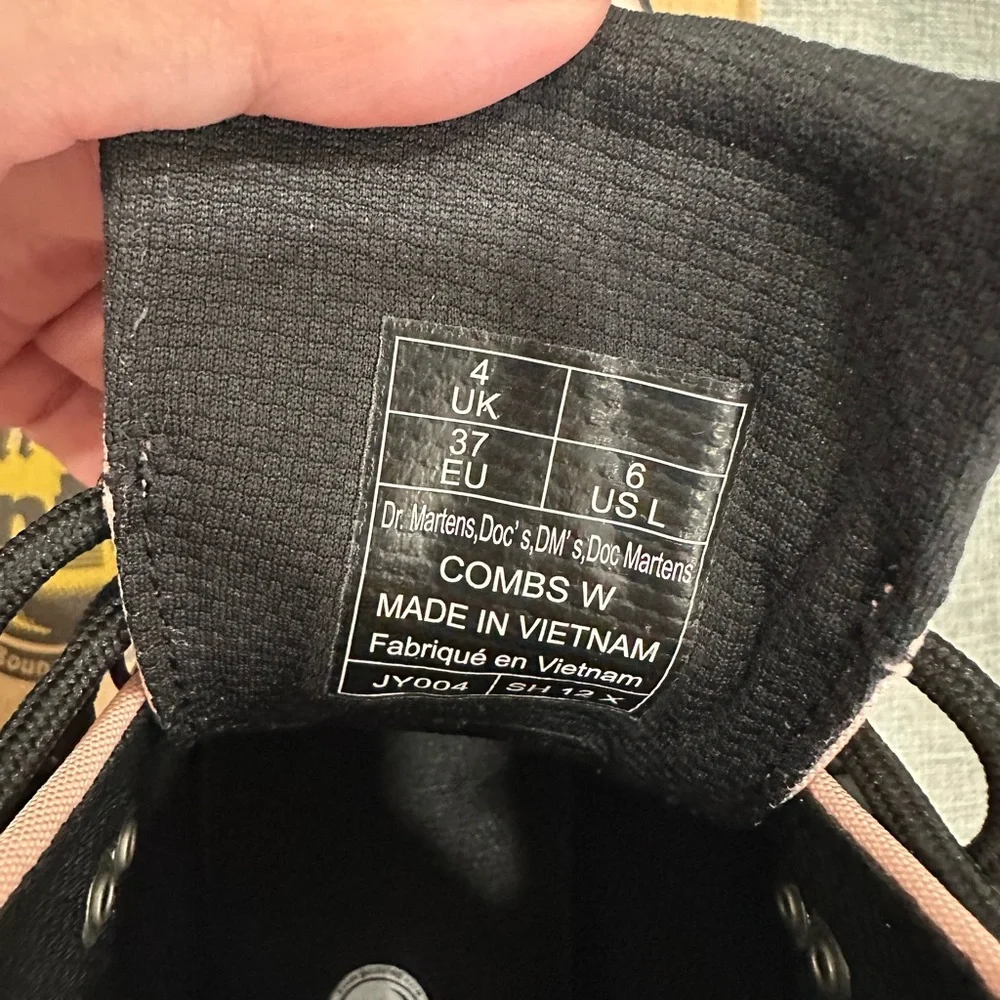 4
UK
37
EU
6
US L
Dr. Martens,Doc's,DM's,Doc Martens
COMBS W
MADE IN VIETNAM
Fabriqué en Vietnam
JY004
SH 12 X